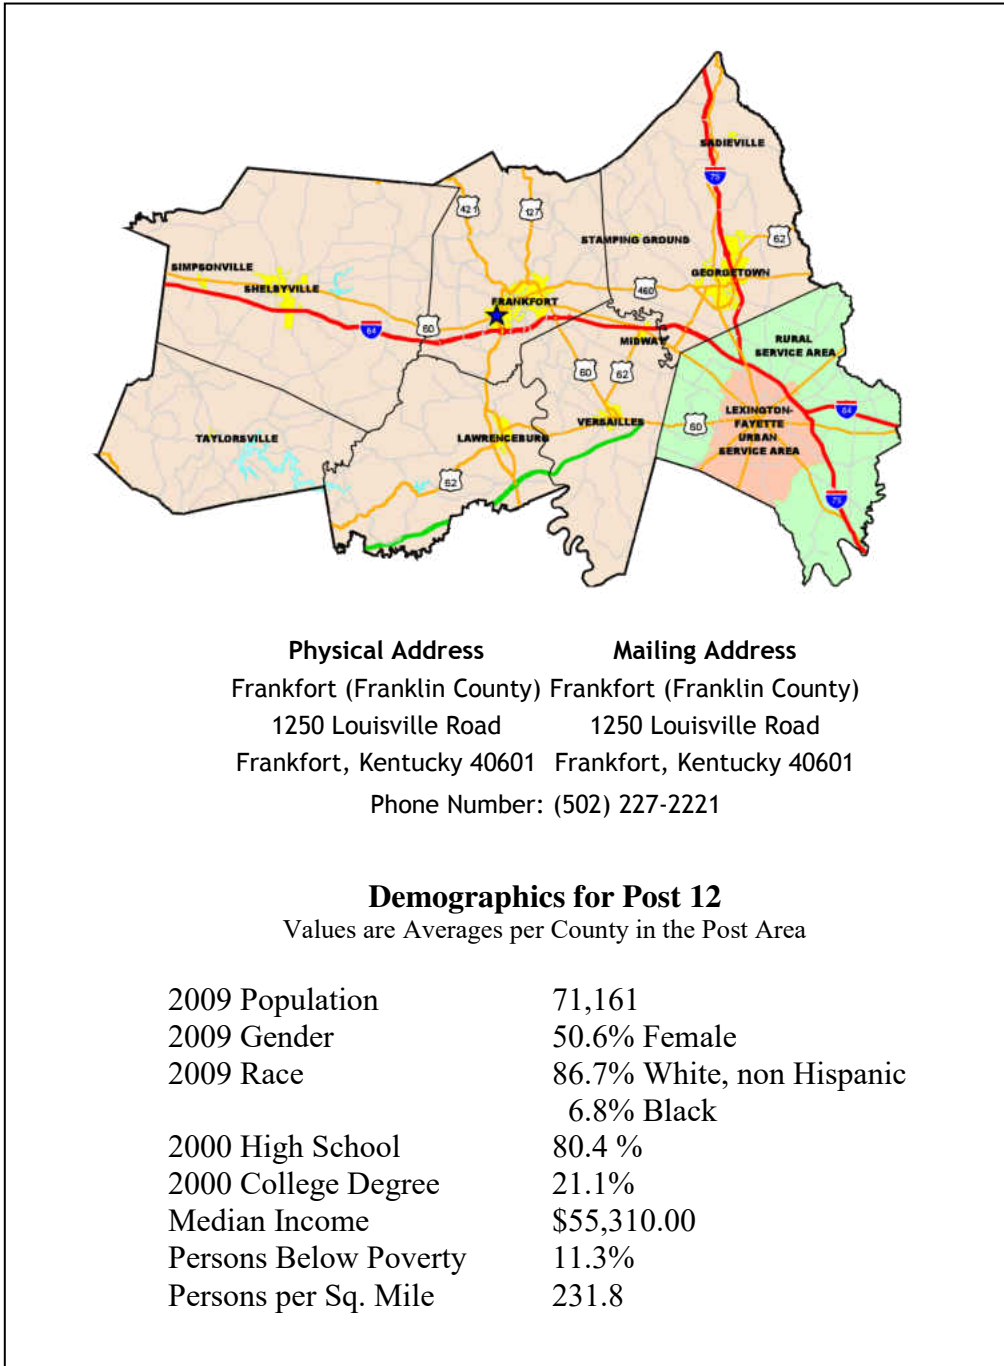 SADIEVILLE
75
421
127
STAMPING GROUND
62
SIMPSONVILLE
GEORGETOWN
SHELBYVILLE
460
FRANKFORT
60
64
MIDWAY
RURAL
SERVICE AREA
60
62
LEXINGTON-
FAYETTE
URBAN
SERVICE AREA
64
VERSAILLES
60
TAYLORSVILLE
LAWRENCEBURG
62
75
Physical Address Mailing Address
Frankfort (Franklin County) Frankfort (Franklin County)
1250 Louisville Road 1250 Louisville Road
Frankfort, Kentucky 40601 Frankfort, Kentucky 40601
Phone Number: (502) 227-2221
Demographics for Post 12
Values are Averages per County in the Post Area
2009 Population 71,161
2009 Gender 50.6% Female
2009 Race 86.7% White, non Hispanic
6.8% Black
2000 High School 80.4 %
2000 College Degree 21.1%
Median Income $55,310.00
Persons Below Poverty 11.3%
Persons per Sq. Mile 231.8